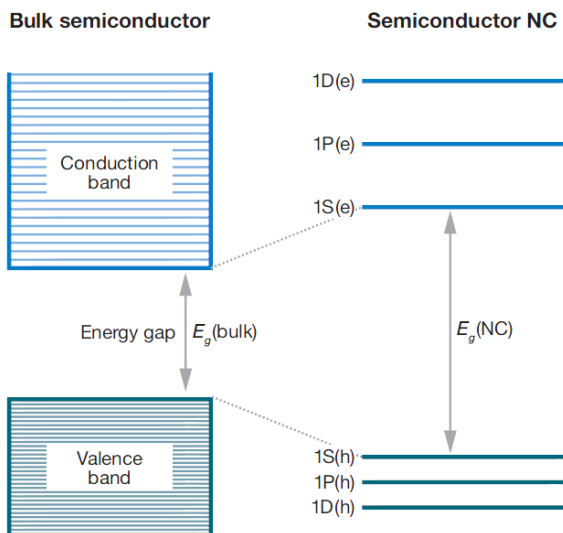 Bulk semiconductor
Semiconductor NC
1D(e)
1P(e)
Conduction
band
1S(e)
Energy gap
E_g(bulk)
E_g(NC)
Valence
band
1S(h)
1P(h)
1D(h)